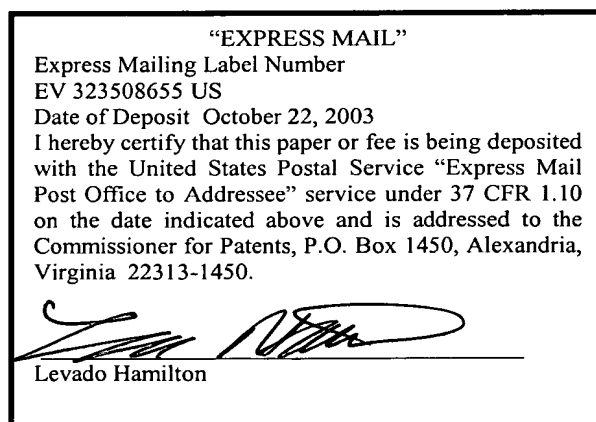 “EXPRESS MAIL”
Express Mailing Label Number
EV 323508655 US
Date of Deposit October 22, 2003
I hereby certify that this paper or fee is being deposited
with the United States Postal Service “Express Mail
Post Office to Addressee” service under 37 CFR 1.10
on the date indicated above and is addressed to the
Commissioner for Patents, P.O. Box 1450, Alexandria,
Virginia 22313-1450.
Levado Hamilton